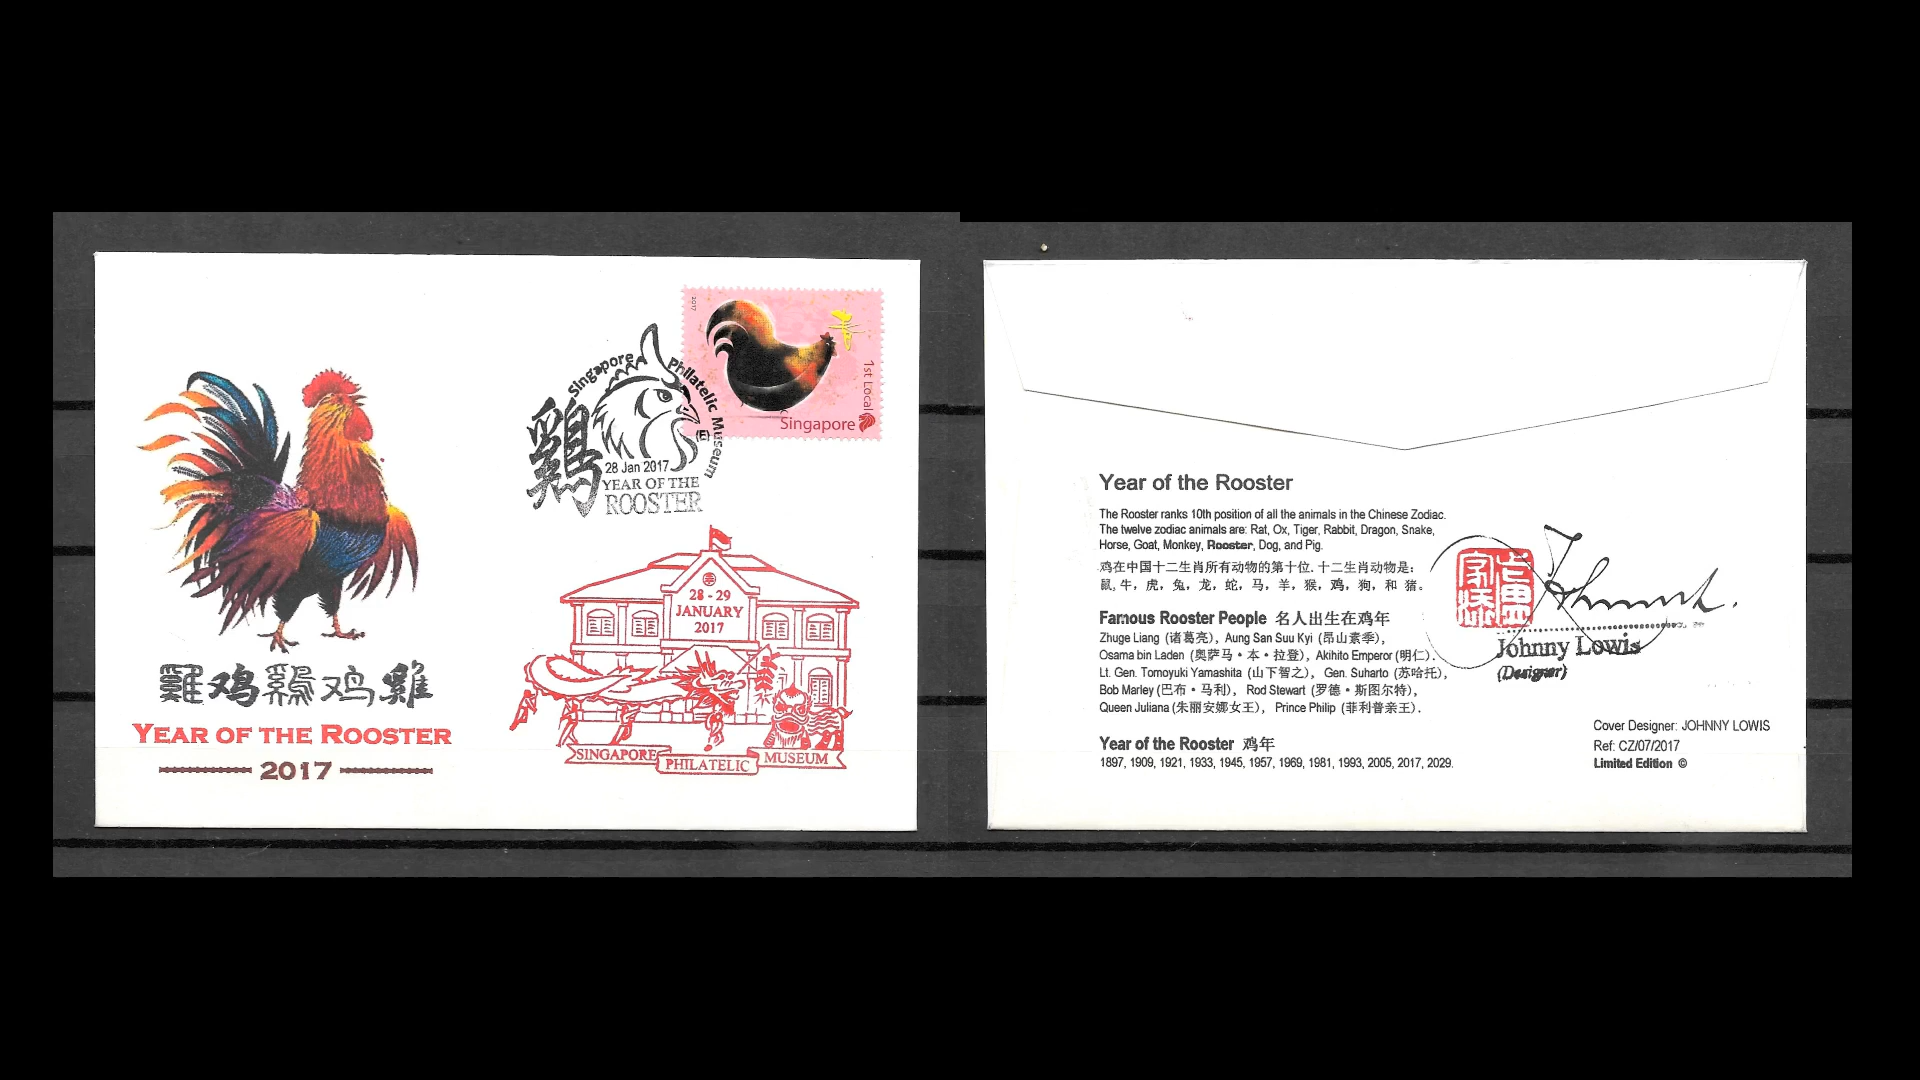 2017
春
1st Local
Singapore
Singapore Philatelic Museum
鷄
28 Jan 2017
YEAR OF THE
ROOSTER
28 - 29
JANUARY
2017
SINGAPORE PHILATELIC MUSEUM
雞鸡鷄鸡雞
YEAR OF THE ROOSTER
2017
Year of the Rooster
The Rooster ranks 10th position of all the animals in the Chinese Zodiac.
The twelve zodiac animals are: Rat, Ox, Tiger, Rabbit, Dragon, Snake,
Horse, Goat, Monkey, Rooster, Dog, and Pig.
鸡在中国十二生肖所有动物的第十位. 十二生肖动物是:
鼠, 牛, 虎, 兔, 龙, 蛇, 马, 羊, 猴, 鸡, 狗, 和 猪。
Famous Rooster People 名人出生在鸡年
Zhuge Liang (诸葛亮), Aung San Suu Kyi (昂山素季),
Osama bin Laden (奥萨马·本·拉登), Akihito Emperor (明仁).
Lt. Gen. Tomoyuki Yamashita (山下智之), Gen. Suharto (苏哈托),
Bob Marley (巴布·马利), Rod Stewart (罗德·斯图尔特),
Queen Juliana (朱丽安娜女王), Prince Philip (菲利普亲王).
Year of the Rooster 鸡年
1897, 1909, 1921, 1933, 1945, 1957, 1969, 1981, 1993, 2005, 2017, 2029.
Johnny Lowis
(Designer)
Cover Designer: JOHNNY LOWIS
Ref: CZ/07/2017
Limited Edition ©